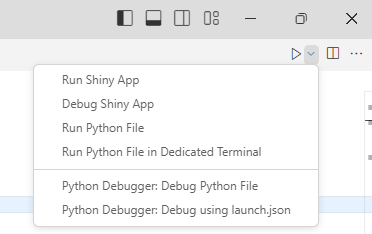 Run Shiny App
Debug Shiny App
Run Python File
Run Python File in Dedicated Terminal
Python Debugger: Debug Python File
Python Debugger: Debug using launch.json